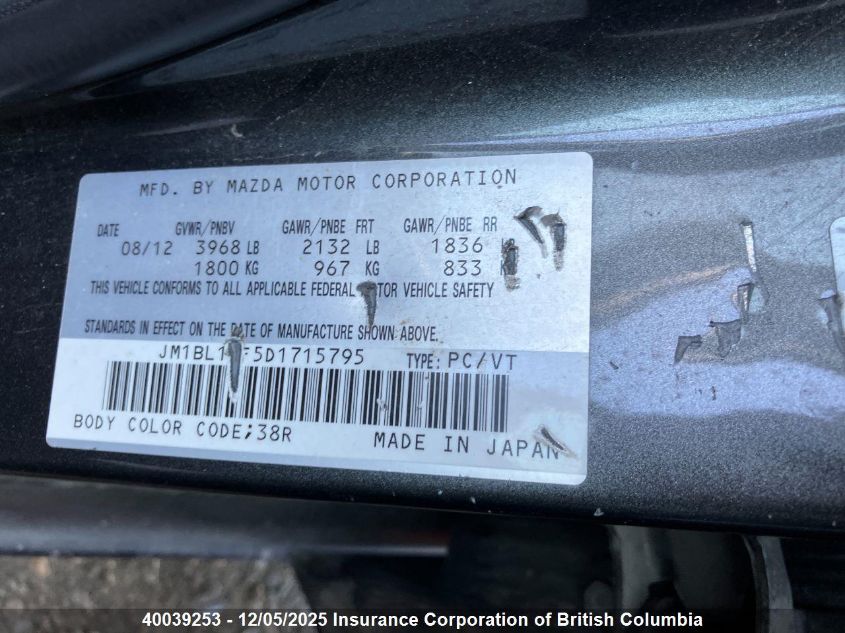 MFD. BY MAZDA MOTOR CORPORATION
DATE GVWR/PNBV GAWR/PNBE FRT GAWR/PNBE RR
08/12 3968 LB 2132 LB 1836
1800 KG 967 KG 833
THIS VEHICLE CONFORMS TO ALL APPLICABLE FEDERAL VEHICLE SAFETY
STANDARDS IN EFFECT ON THE DATE OF MANUFACTURE SHOWN ABOVE.
TYPE: PC/VT
BODY COLOR CODE;38R MADE IN JAPAN
40039253 - 12/05/2025 Insurance Corporation of British Columbia